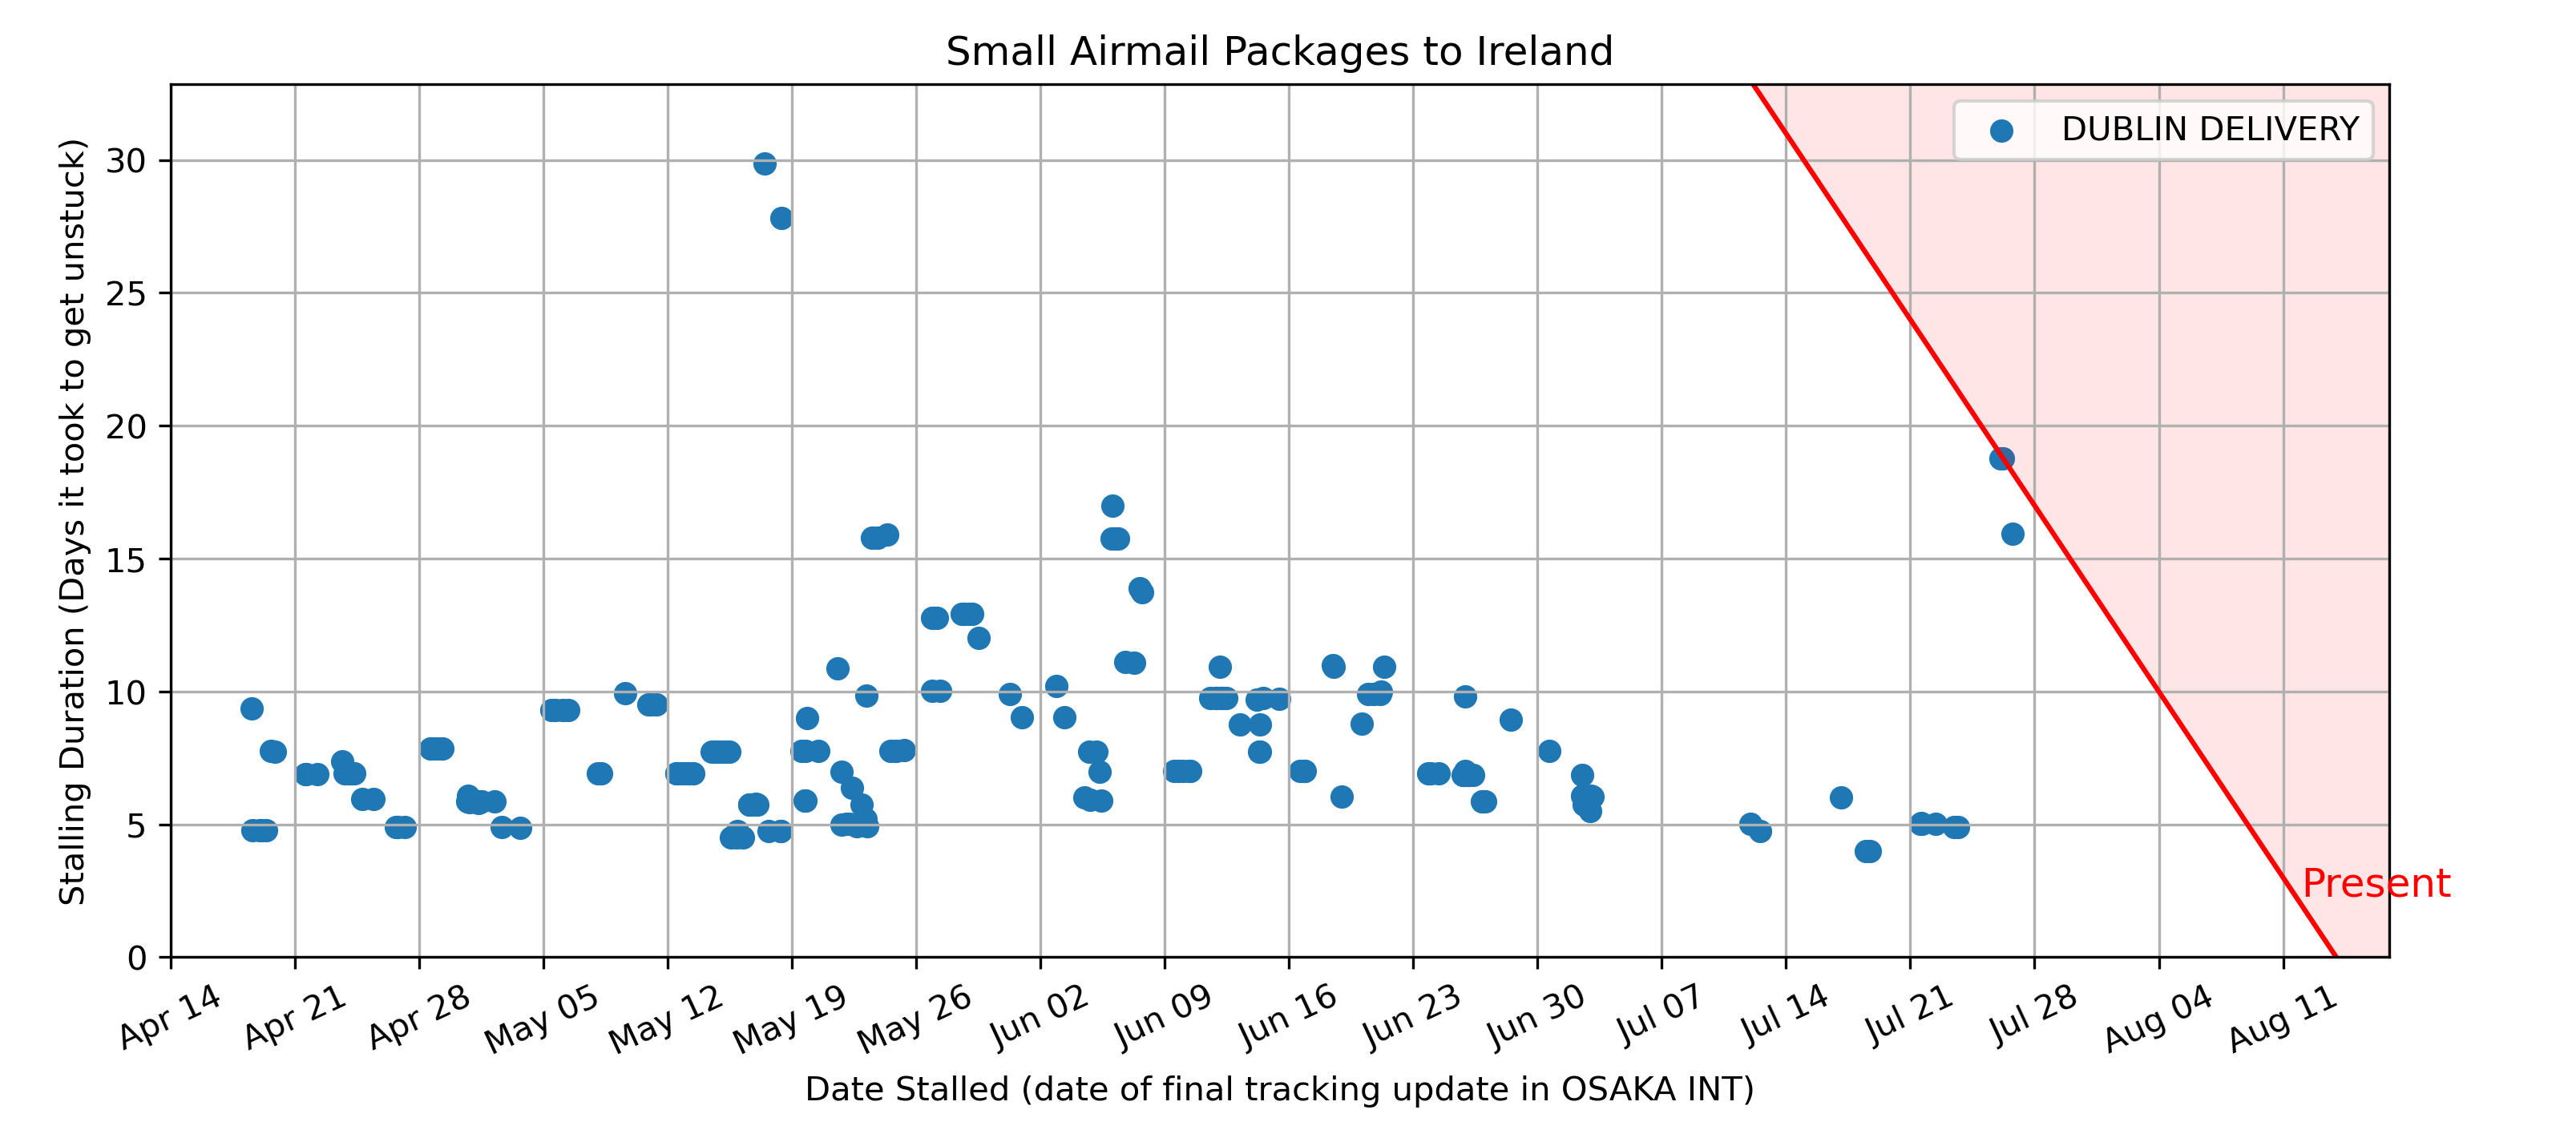 Small Airmail Packages to Ireland
DUBLIN DELIVERY
Stalling Duration (Days it took to get unstuck)
30
25
20
15
10
5
0
Present
Apr 14
Apr 21
Apr 28
May 05
May 12
May 19
May 26
Jun 02
Jun 09
Jun 16
Jun 23
Jun 30
Jul 07
Jul 14
Jul 21
Jul 28
Aug 04
Aug 11
Date Stalled (date of final tracking update in OSAKA INT)